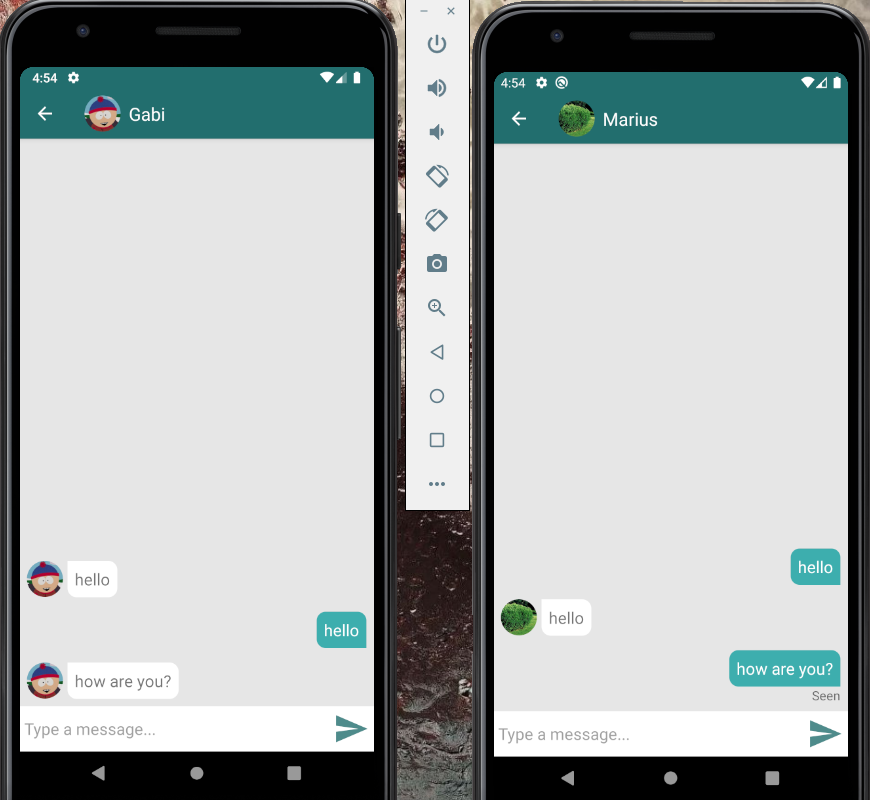 4:54
Gabi
hello
hello
how are you?
Type a message...
4:54
Marius
hello
hello
how are you?
Seen
Type a message...